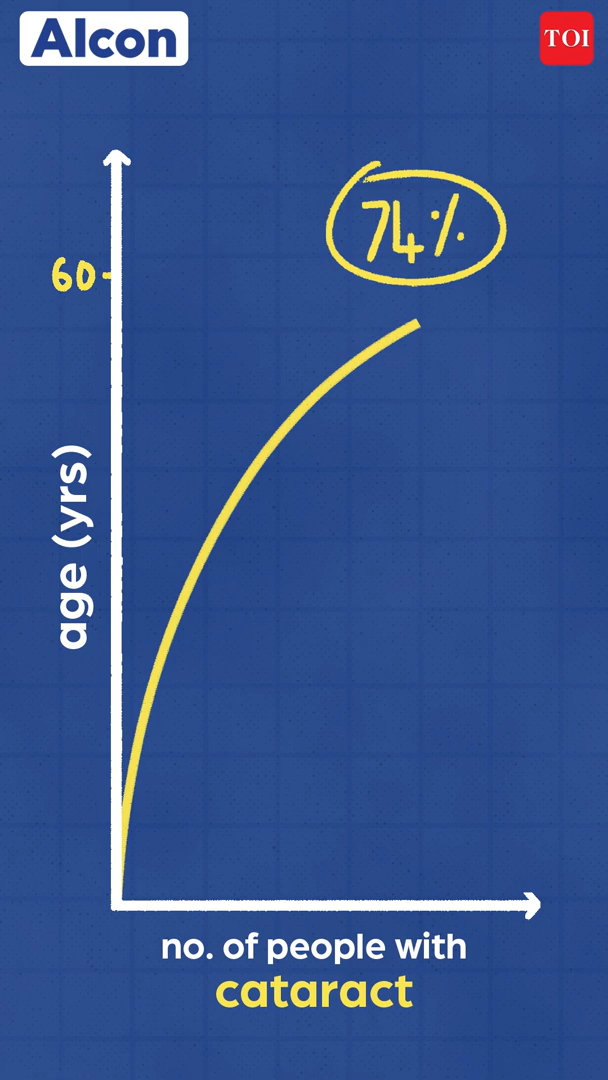 Alcon
TOI
74%
60
age (yrs)
no. of people with
cataract